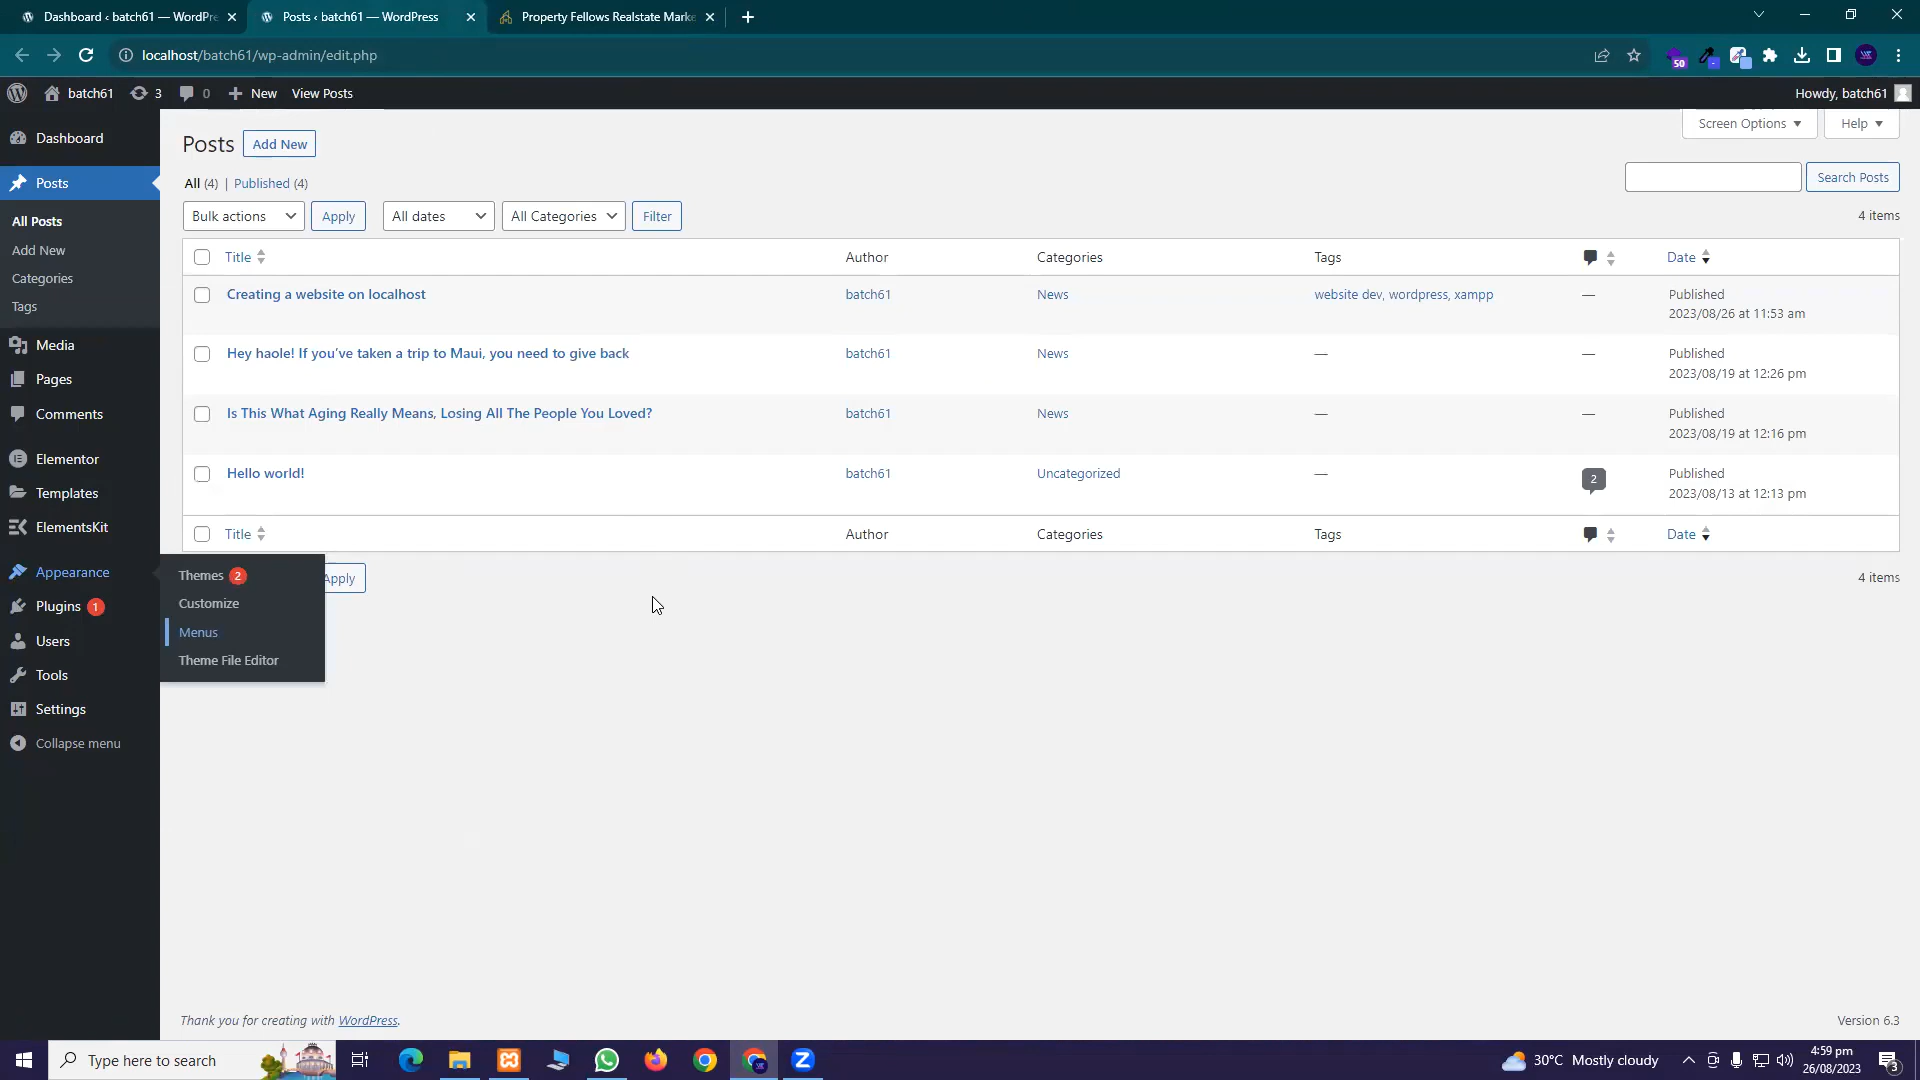 Dashboard ‹ batch61 — WordPre
Posts ‹ batch61 — WordPress
Property Fellows Realstate Marke
localhost/batch61/wp-admin/edit.php
50
batch61
3
0
New
View Posts
Howdy, batch61
Dashboard
Posts
All Posts
Add New
Categories
Tags
Media
Pages
Comments
Elementor
Templates
ElementsKit
Appearance
Plugins 1
Users
Tools
Settings
Collapse menu
Themes 2
Customize
Menus
Theme File Editor
Posts
Add New
Screen Options
Help
All (4) | Published (4)
Search Posts
Bulk actions
Apply
All dates
All Categories
Filter
4 items
Title
Author
Categories
Tags
Date
Creating a website on localhost
batch61
News
website dev, wordpress, xampp
—
Published
2023/08/26 at 11:53 am
Hey haole! If you’ve taken a trip to Maui, you need to give back
batch61
News
—
—
Published
2023/08/19 at 12:26 pm
Is This What Aging Really Means, Losing All The People You Loved?
batch61
News
—
—
Published
2023/08/19 at 12:16 pm
Hello world!
batch61
Uncategorized
—
2
Published
2023/08/13 at 12:13 pm
Title
Author
Categories
Tags
Date
Apply
4 items
Thank you for creating with WordPress.
Version 6.3
Type here to search
30°C Mostly cloudy
4:59 pm
26/08/2023
3